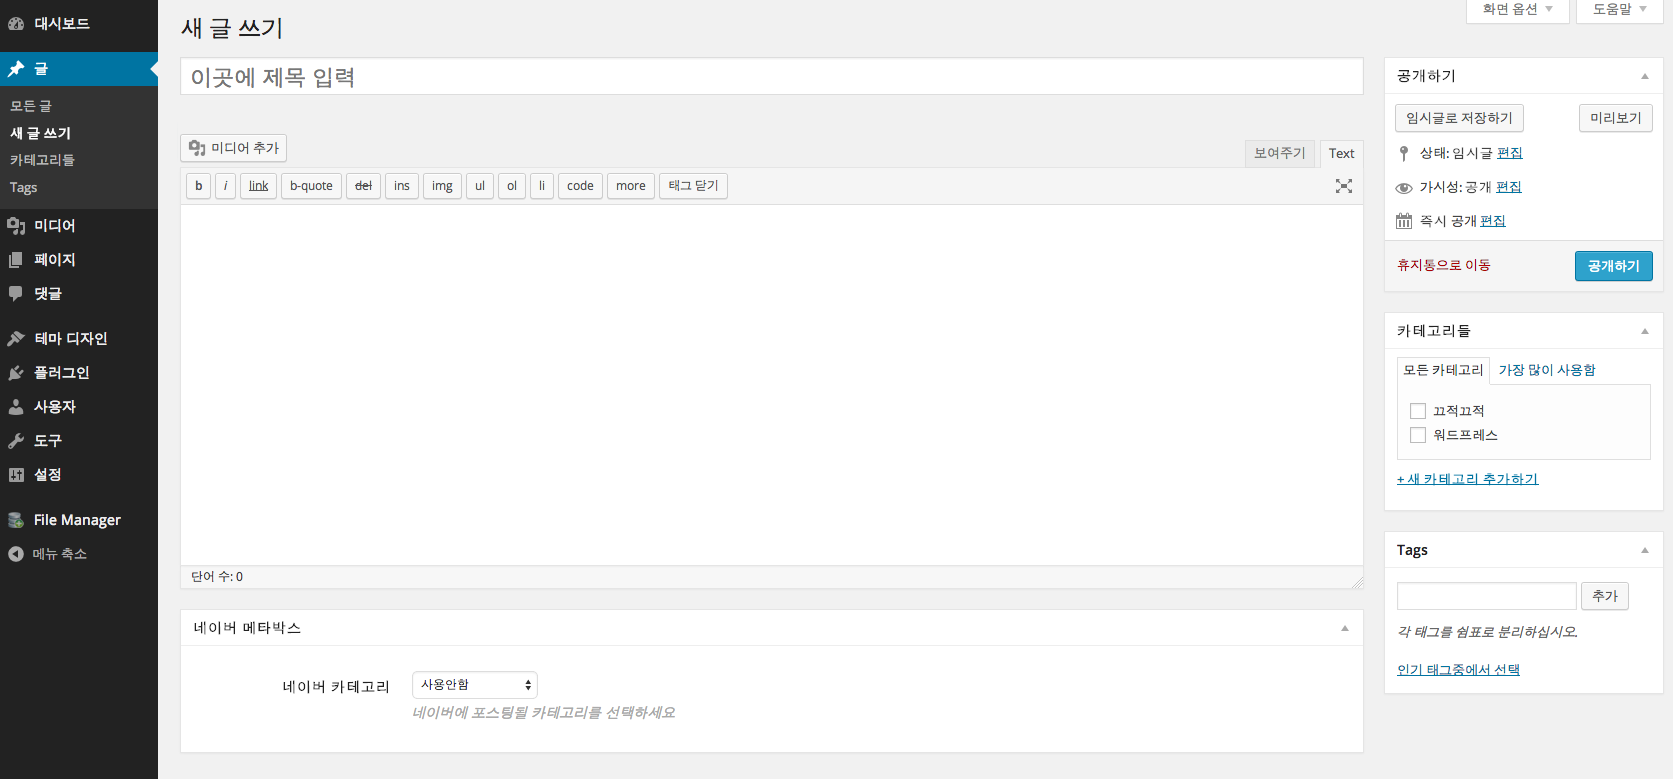 대시보드
글
모든 글
새 글 쓰기
카테고리들
Tags
미디어
페이지
댓글
테마 디자인
플러그인
사용자
도구
설정
File Manager
메뉴 축소
화면 옵션 도움말
새 글 쓰기
이곳에 제목 입력
미디어 추가
보여주기 Text
b i link b-quote del ins img ul ol li code more 태그 닫기
단어 수: 0
네이버 메타박스
네이버 카테고리 사용안함
네이버에 포스팅될 카테고리를 선택하세요
공개하기
임시글로 저장하기 미리보기
상태: 임시글 편집
가시성: 공개 편집
즉시 공개 편집
휴지통으로 이동 공개하기
카테고리들
모든 카테고리 가장 많이 사용함
끄적끄적
워드프레스
+ 새 카테고리 추가하기
Tags
추가
각 태그를 쉼표로 분리하십시오.
인기 태그중에서 선택